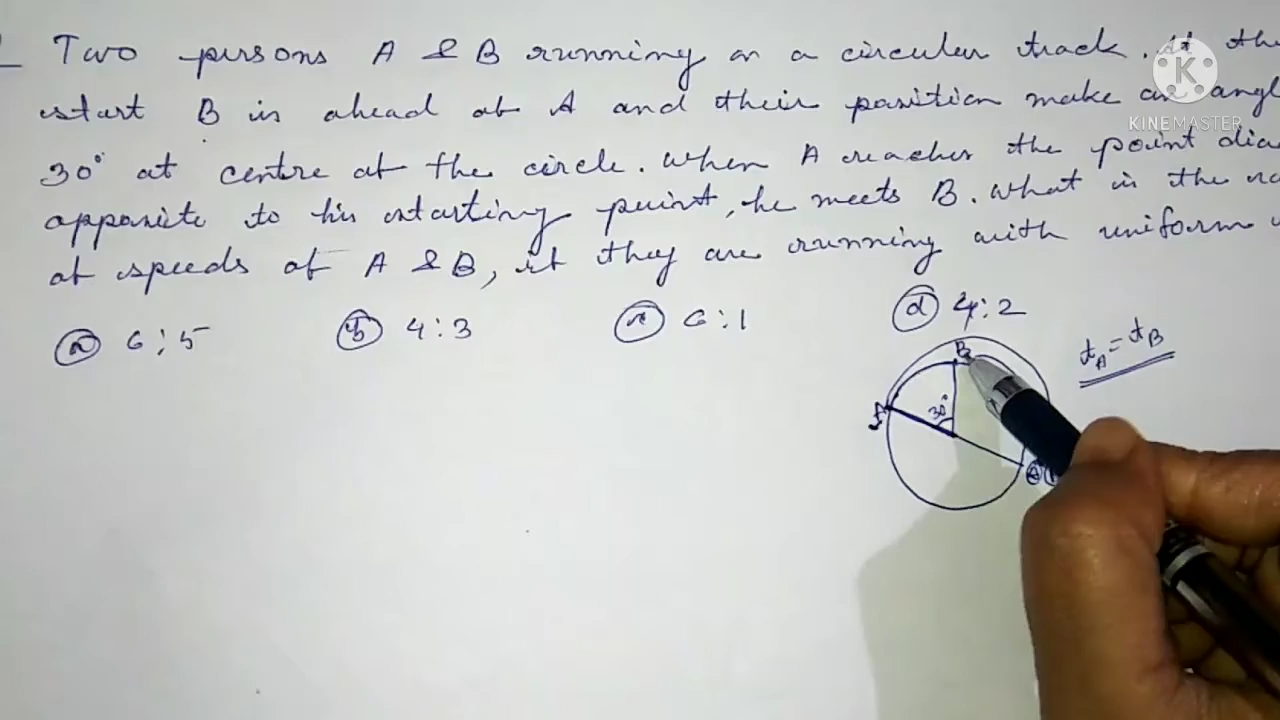 Two persons A & B running on a circular track. At the
start B is ahead of A and their position make an angl
30° at centre of the circle. When A reaches the point dia
opposite to his starting point, he meets B. What is the ra
of speeds of A & B, if they are running with uniform
(a) 6:5 (b) 4:3 (c) 6:1 (d) 4:2
tA = tB
B
A
30°
K
KINEMASTER